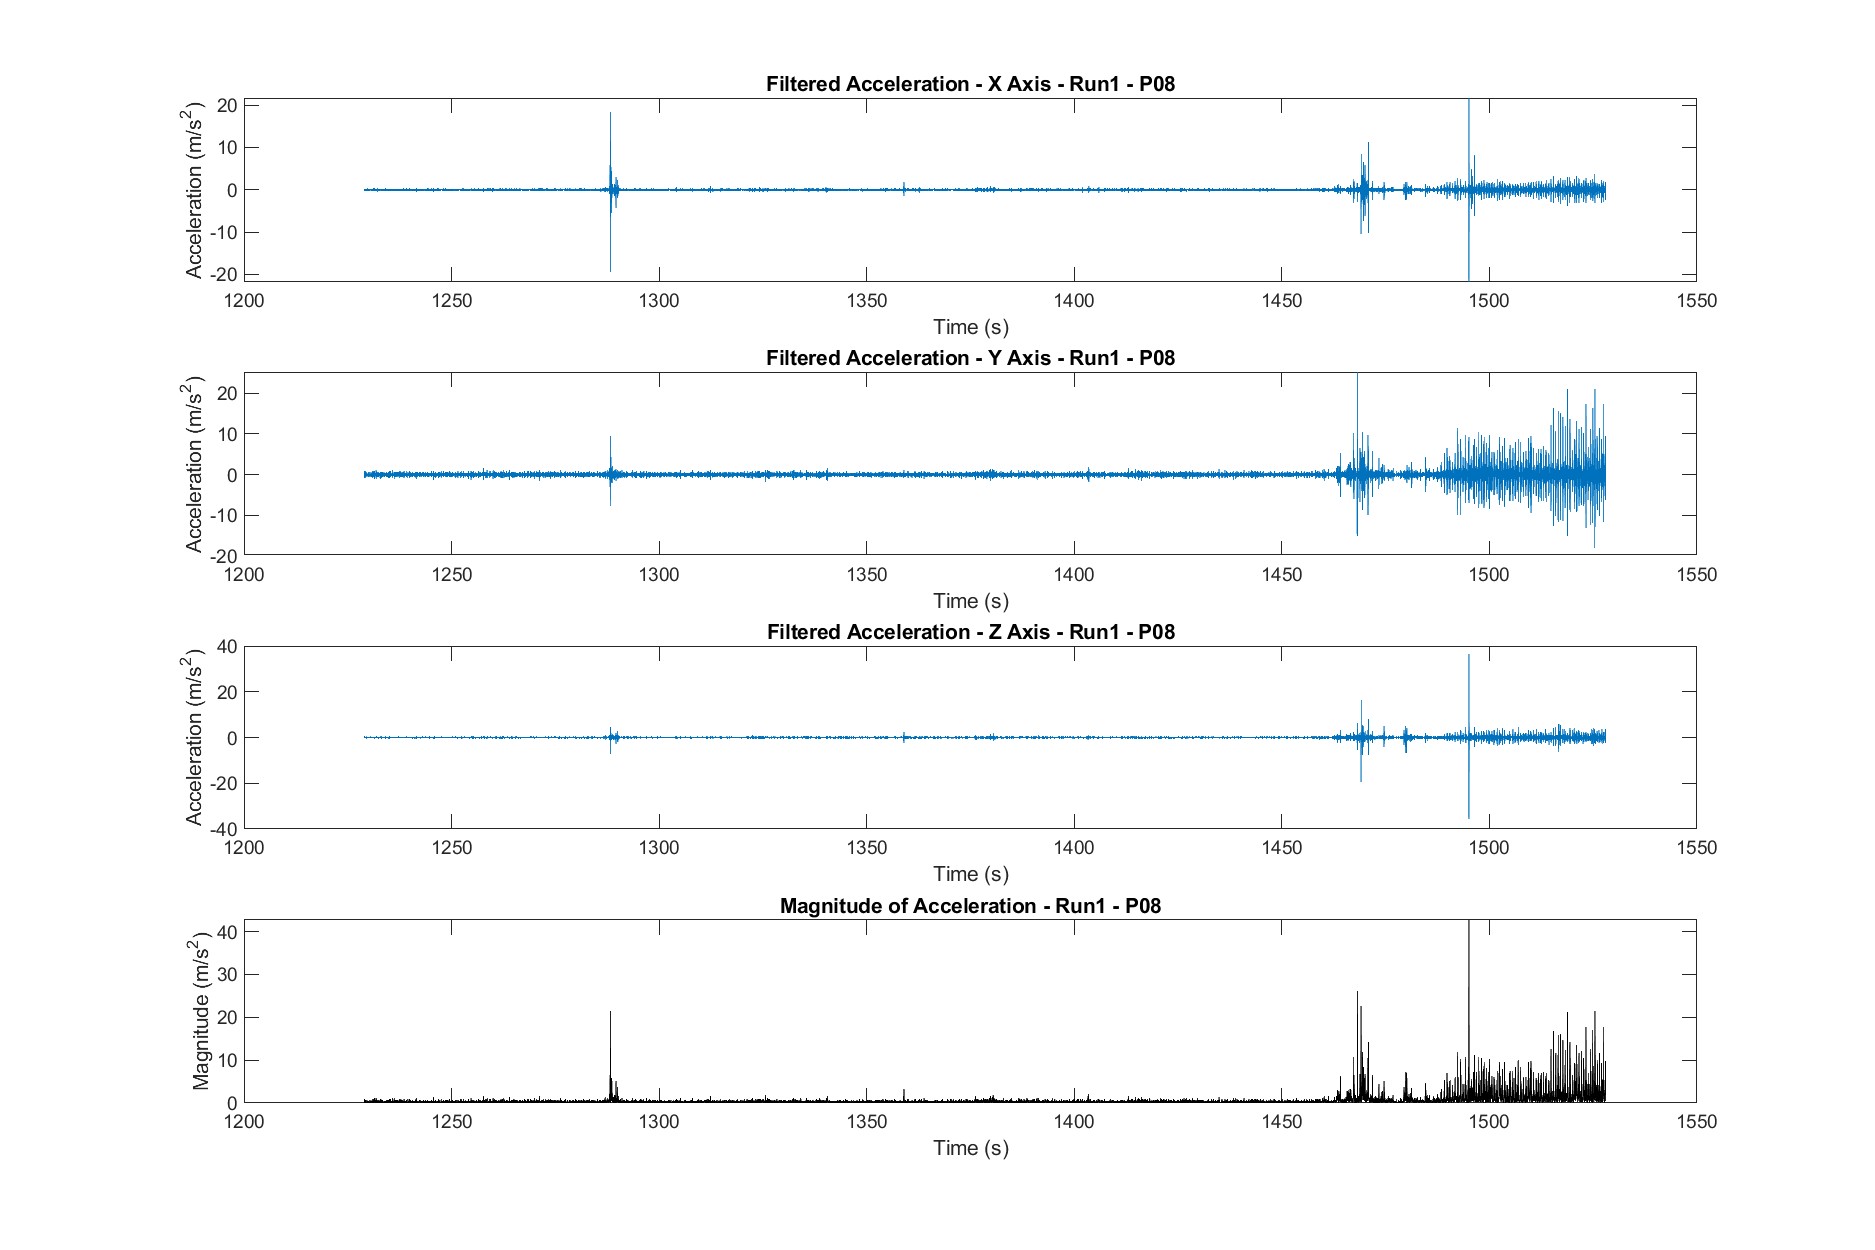 Filtered Acceleration - X Axis - Run1 - P08
Acceleration (m/s²)
20
10
0
-10
-20
1200 1250 1300 1350 1400 1450 1500 1550
Time (s)
Filtered Acceleration - Y Axis - Run1 - P08
Acceleration (m/s²)
20
10
0
-10
-20
1200 1250 1300 1350 1400 1450 1500 1550
Time (s)
Filtered Acceleration - Z Axis - Run1 - P08
Acceleration (m/s²)
40
20
0
-20
-40
1200 1250 1300 1350 1400 1450 1500 1550
Time (s)
Magnitude of Acceleration - Run1 - P08
Magnitude (m/s²)
40
30
20
10
0
1200 1250 1300 1350 1400 1450 1500 1550
Time (s)